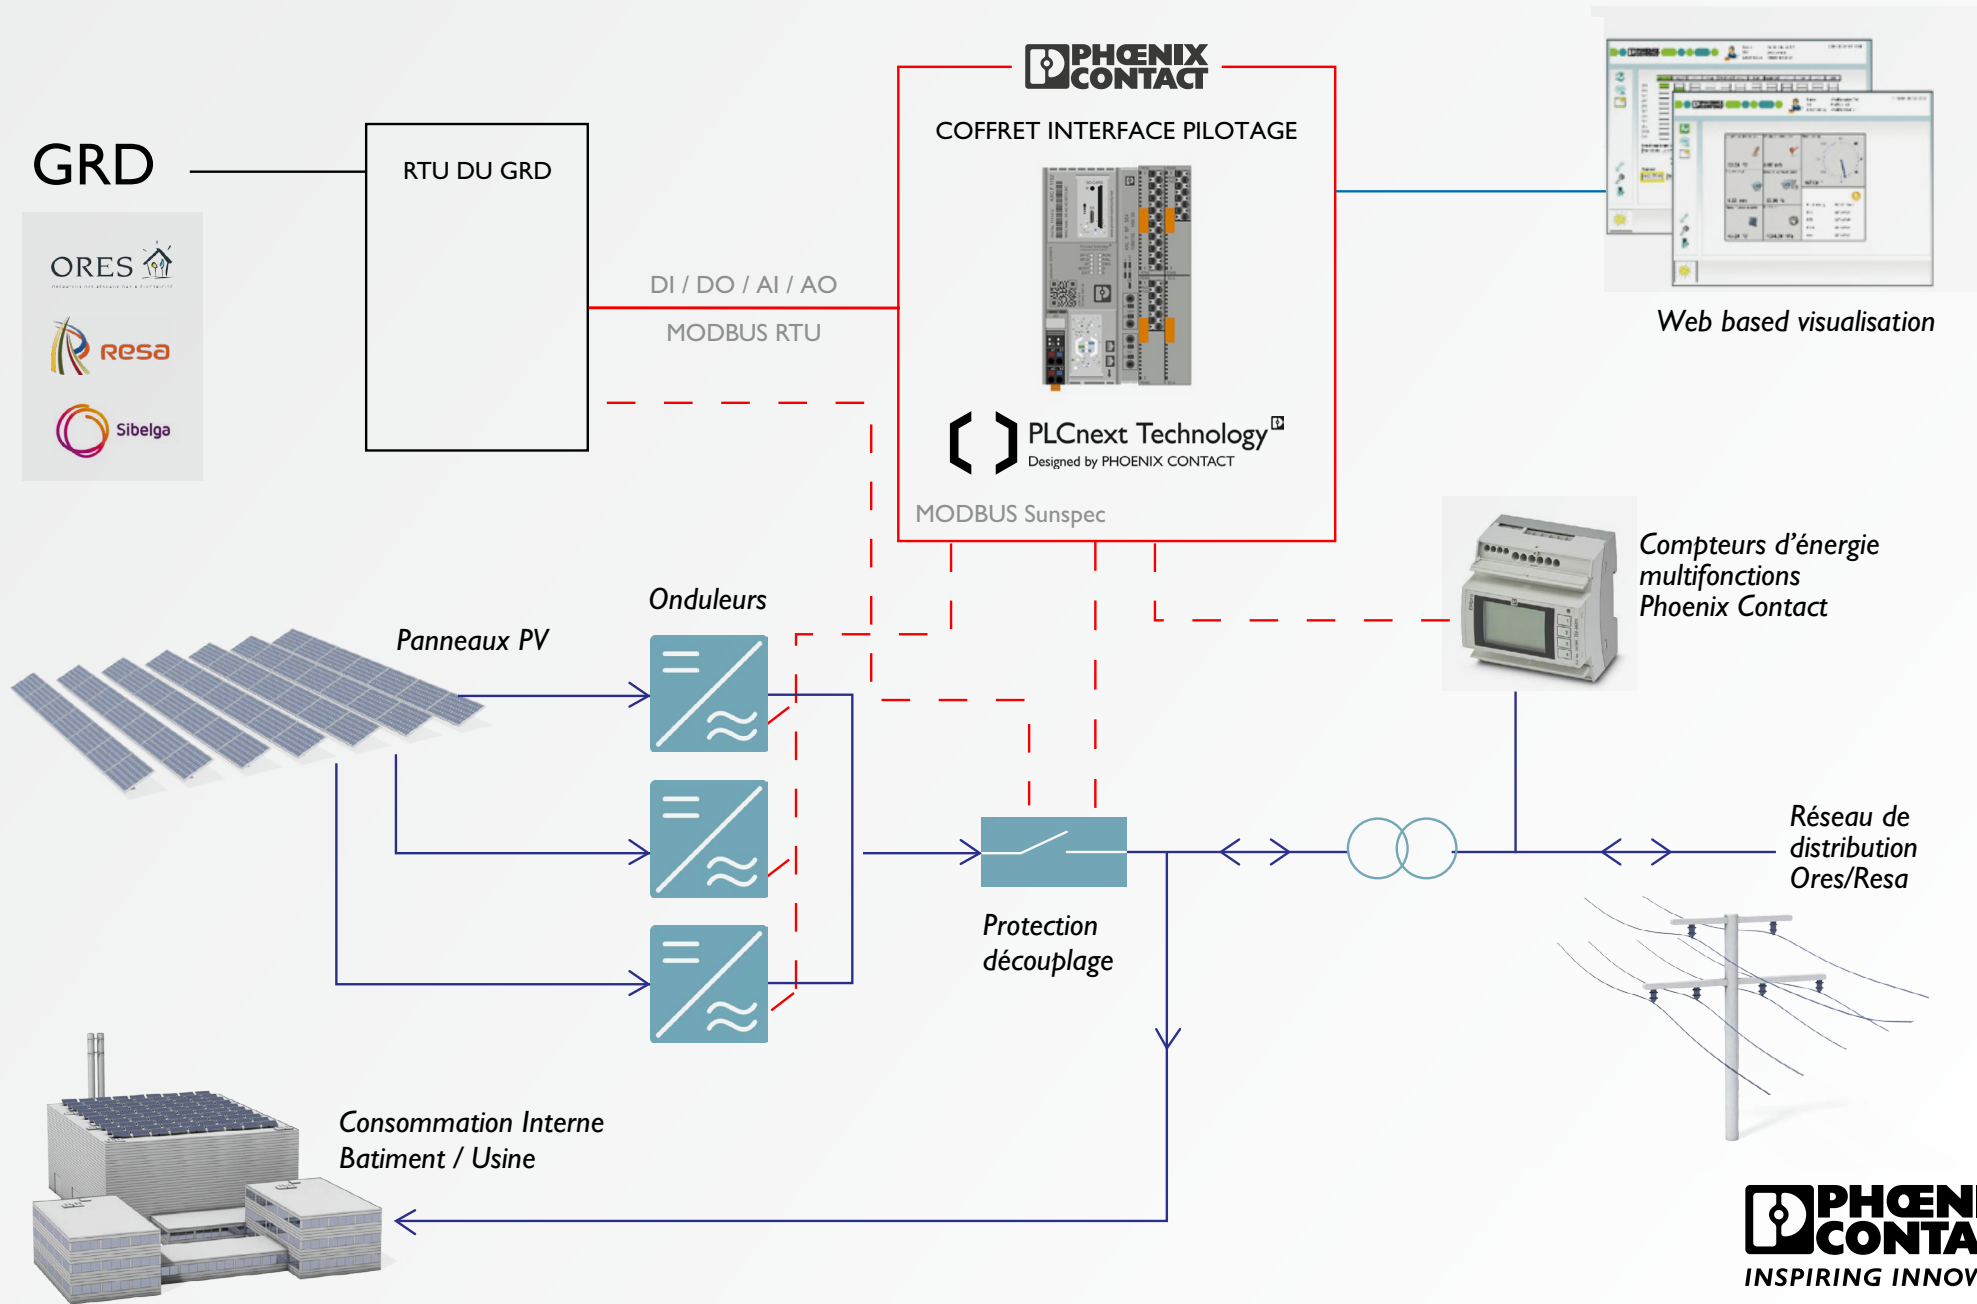 PHŒNIX
CONTACT
COFFRET INTERFACE PILOTAGE
GRD
RTU DU GRD
ORES
Resa
Sibelga
DI / DO / AI / AO
MODBUS RTU
PLCnext Technology
Designed by PHOENIX CONTACT
MODBUS Sunspec
Web based visualisation
Compteurs d’énergie
multifonctions
Phoenix Contact
Onduleurs
Panneaux PV
Réseau de
distribution
Ores/Resa
Protection
découplage
Consommation Interne
Batiment / Usine
PHŒNI
CONTA
INSPIRING INNOV